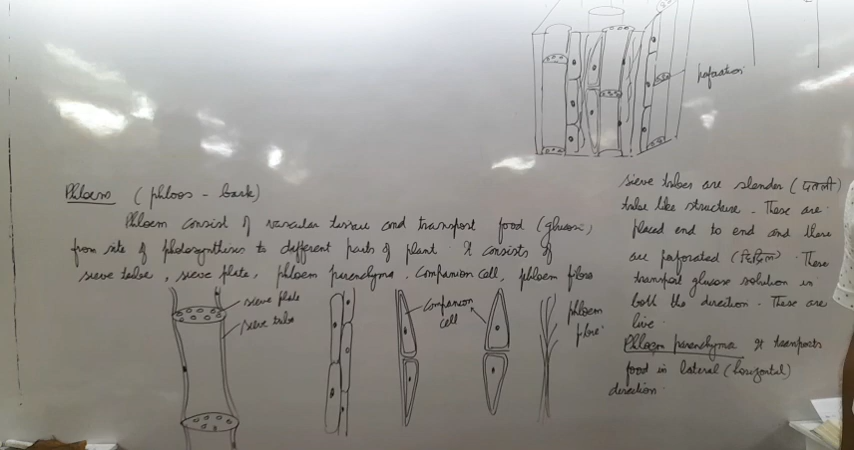 perforation
Phloem (phloos - bark)
Phloem consist of vascular tissue and transport food (glucose)
from site of photosynthesis to different parts of plant. It consists of
sieve tube, sieve plate, phloem parenchyma, Companion cell, phloem fibre
sieve plate
sieve tube
Companion
cell
phloem
fibre
sieve tubes are slender (पतली)
tube like structure. These are
placed end to end and there
are perforated (छिद्रित). These
transport glucose solution in
both the direction. These are
live.
Phloem parenchyma It transports
food in lateral (horizontal)
direction